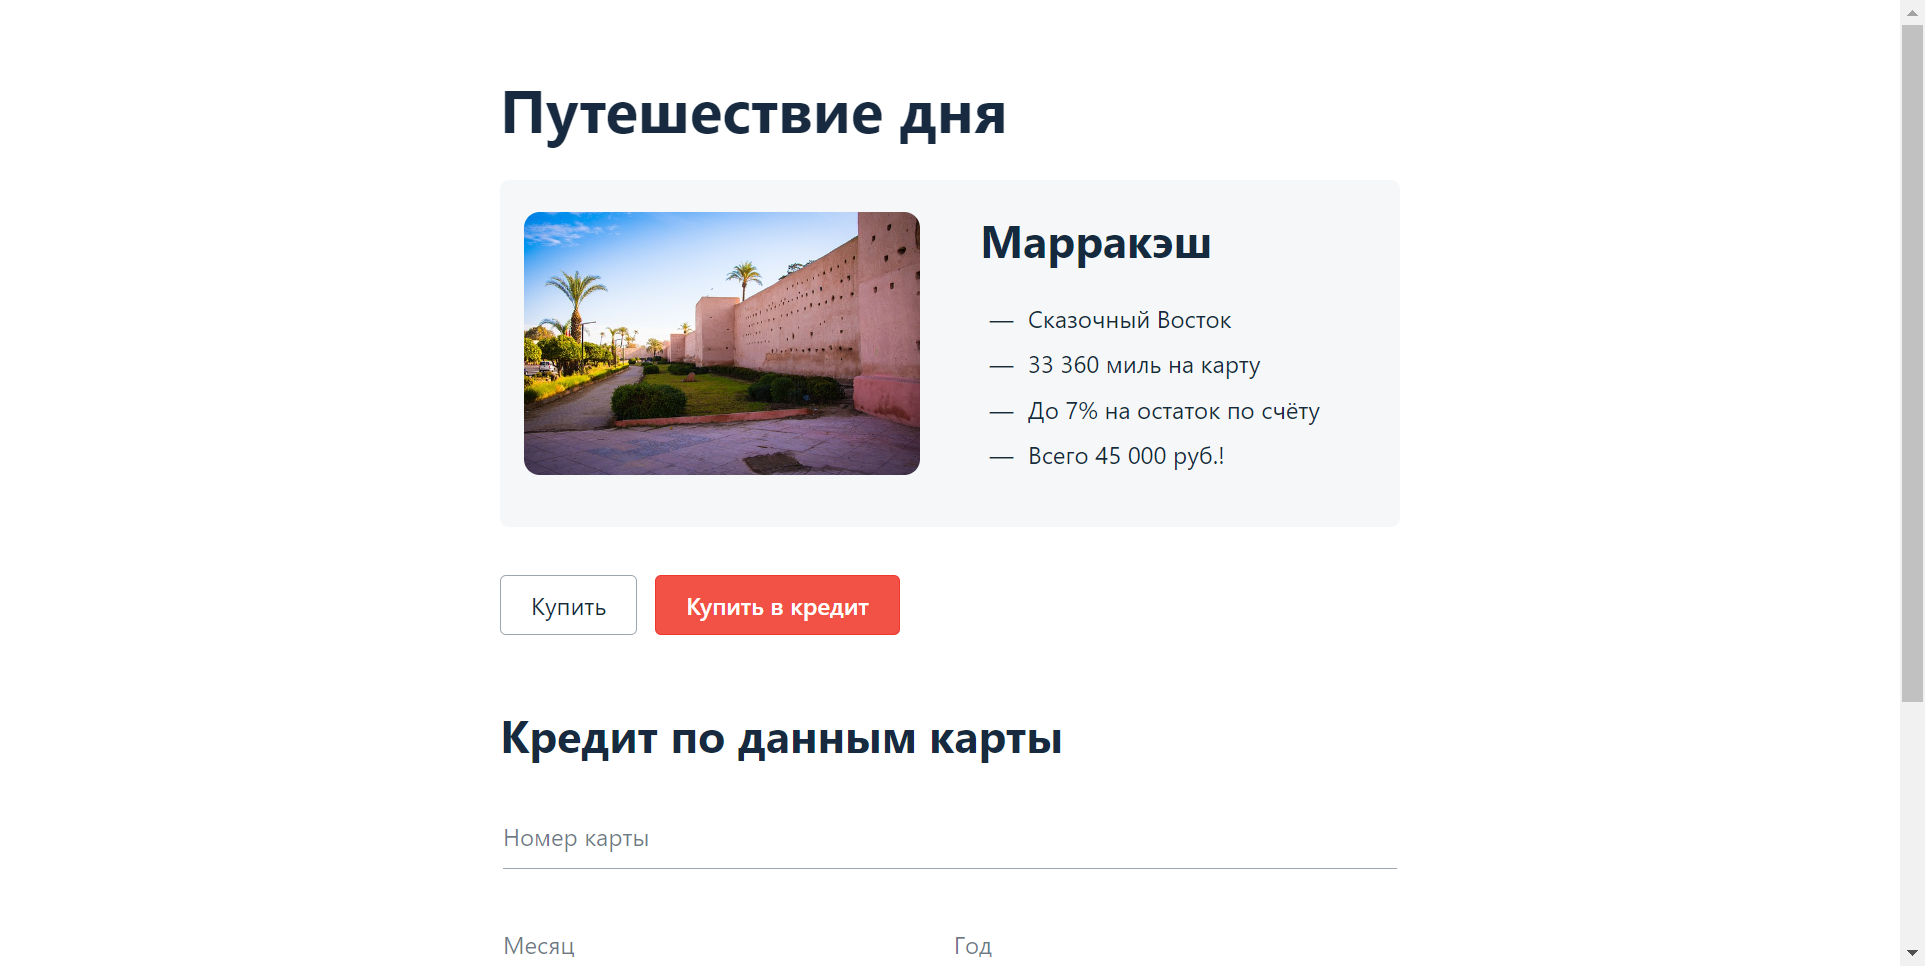 Путешествие дня
Марракэш
— Сказочный Восток
— 33 360 миль на карту
— До 7% на остаток по счёту
— Всего 45 000 руб.!
Купить
Купить в кредит
Кредит по данным карты
Номер карты
Месяц
Год